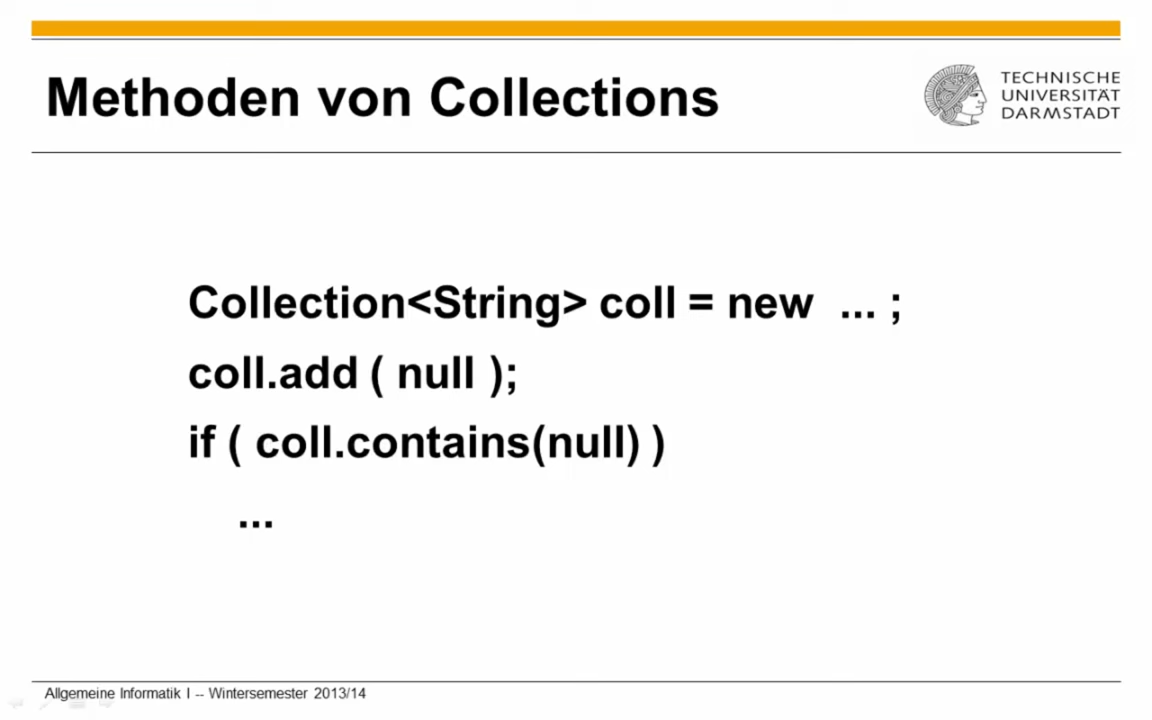 Methoden von Collections
TECHNISCHE
UNIVERSITÄT
DARMSTADT
Collection<String> coll = new ... ;
coll.add ( null );
if ( coll.contains(null) )
...
Allgemeine Informatik I -- Wintersemester 2013/14